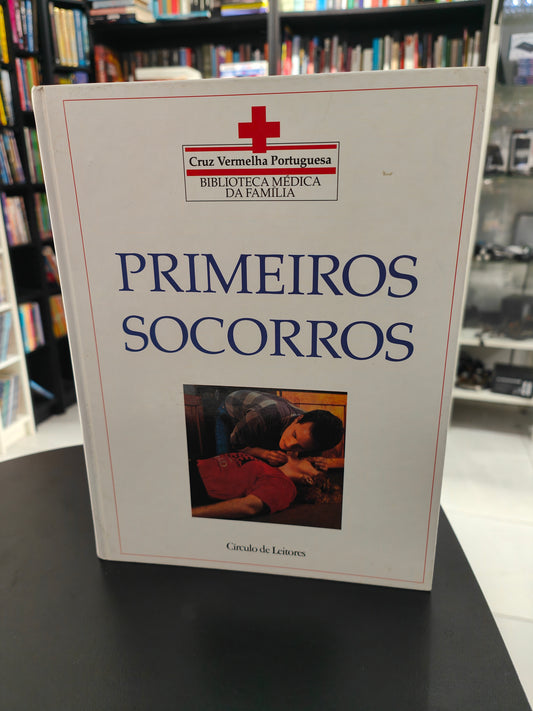 Cruz Vermelha Portuguesa
BIBLIOTECA MÉDICA
DA FAMÍLIA
PRIMEIROS
SOCORROS
Círculo de Leitores